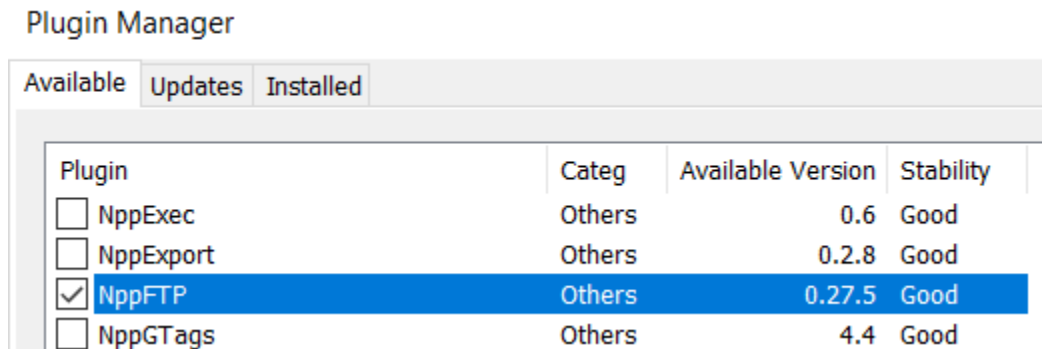 Plugin Manager
Available Updates Installed
Plugin Categ Available Version Stability
NppExec Others 0.6 Good
NppExport Others 0.2.8 Good
NppFTP Others 0.27.5 Good
NppGTags Others 4.4 Good